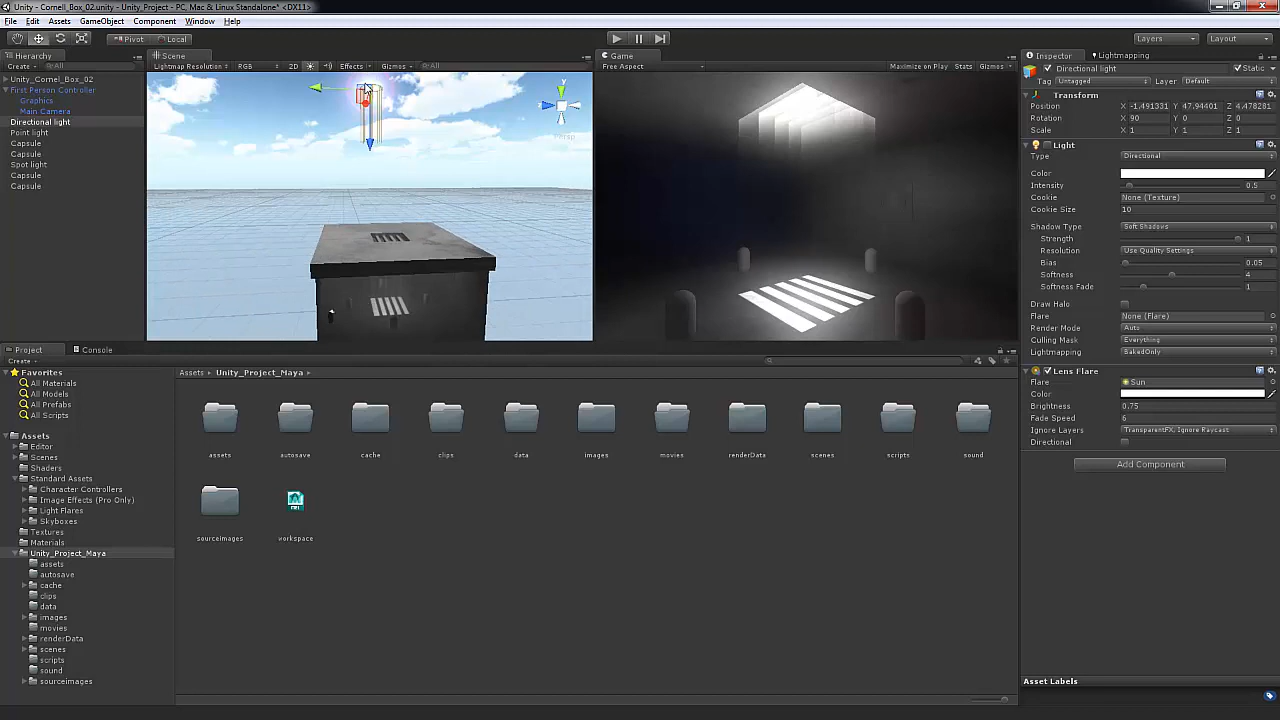 Unity - Cornell_Box_02.unity - Unity_Project - PC, Mac & Linux Standalone* <DX11>
File Edit Assets GameObject Component Window Help
Pivot Local Layers Layout
Hierarchy
Create All
Unity_Cornel_Box_02
First Person Controller
Graphics
Main Camera
Directional light
Point light
Capsule
Capsule
Spot light
Capsule
Capsule
Scene
Lightmap Resolution RGB 2D Effects Gizmos All
y
Persp
Game
Free Aspect Maximize on Play Stats Gizmos
Inspector Lightmapping
Directional light Static
Tag Untagged Layer Default
Transform
Position X -1.491331 Y 47.94401 Z 4.478281
Rotation X 90 Y 0 Z 0
Scale X 1 Y 1 Z 1
Light
Type Directional
Color
Intensity 0.5
Cookie None (Texture)
Cookie Size 10
Shadow Type Soft Shadows
Strength 1
Resolution Use Quality Settings
Bias 0.05
Softness 4
Softness Fade 1
Draw Halo
Flare None (Flare)
Render Mode Auto
Culling Mask Everything
Lightmapping BakedOnly
Lens Flare
Flare Sun
Color
Brightness 0.75
Fade Speed 6
Ignore Layers TransparentFX, Ignore Raycast
Directional
Add Component
Asset Labels
Project Console
Create
Favorites
All Materials
All Models
All Prefabs
All Scripts
Assets
Editor
Scenes
Shaders
Standard Assets
Character Controllers
Image Effects (Pro Only)
Light Flares
Skyboxes
Textures
Materials
Unity_Project_Maya
assets
autosave
cache
clips
data
images
movies
renderData
scenes
scripts
sound
sourceimages
Assets Unity_Project_Maya
assets autosave cache clips data images movies renderData scenes scripts sound
sourceimages workspace